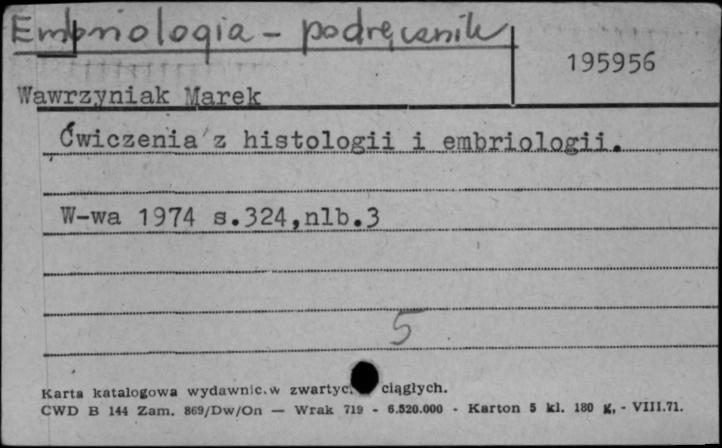 Embriologia - podręcznik
195956
Wawrzyniak Marek
Ćwiczenia z histologii i embriologii.
W-wa 1974 s.324,nlb.3
5
Karta katalogowa wydawnic. w zwartyc. ciągłych.
CWD B 144 Zam. 869/Dw/On — Wrak 719 - 6.520.000 - Karton 5 kl. 180 g, - VIII.71.